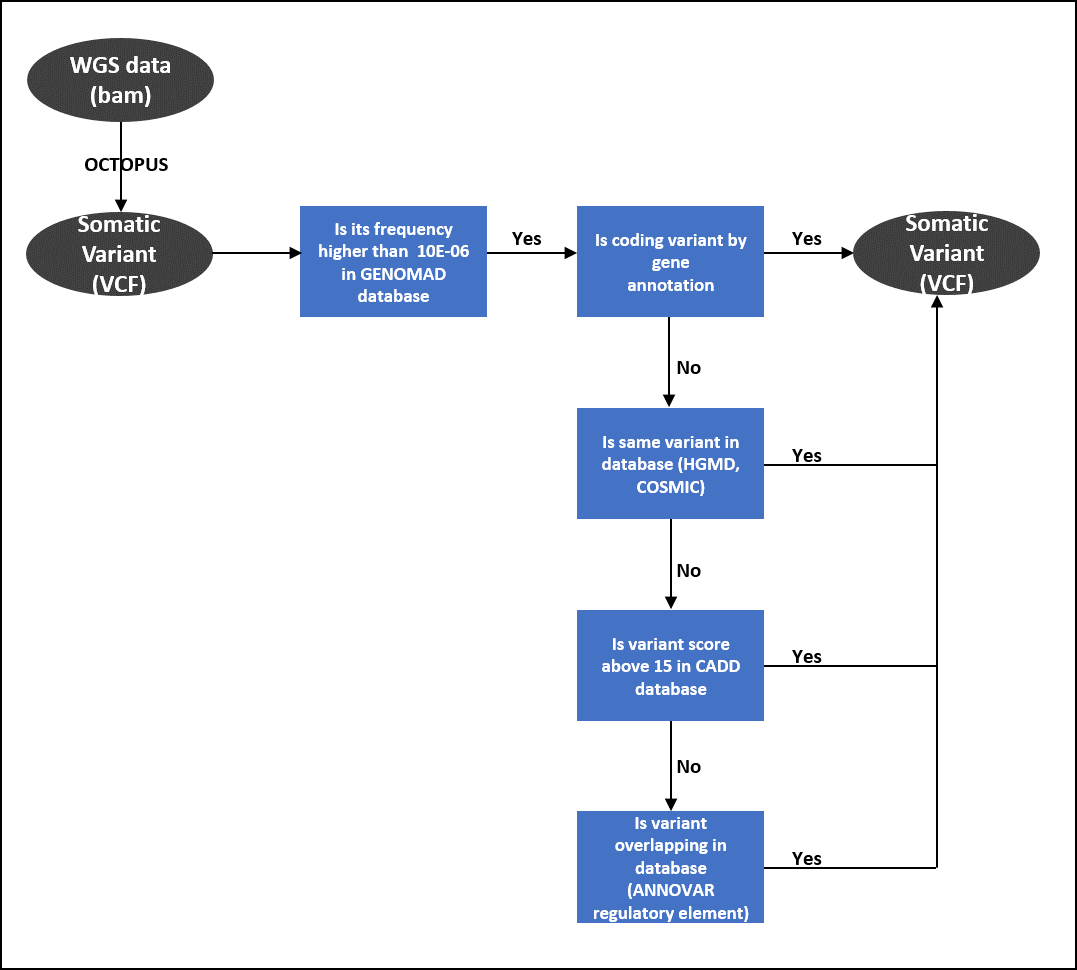 WGS data
(bam)
OCTOPUS
Somatic
Variant
(VCF)
Is its frequency
higher than  10E-06
in GENOMAD
database
Yes
Is coding variant by
gene
annotation
Yes
Somatic
Variant
(VCF)
No
Is same variant in
database (HGMD,
COSMIC)
Yes
No
Is variant score
above 15 in CADD
database
Yes
No
Is variant
overlapping in
database
(ANNOVAR
regulatory element)
Yes